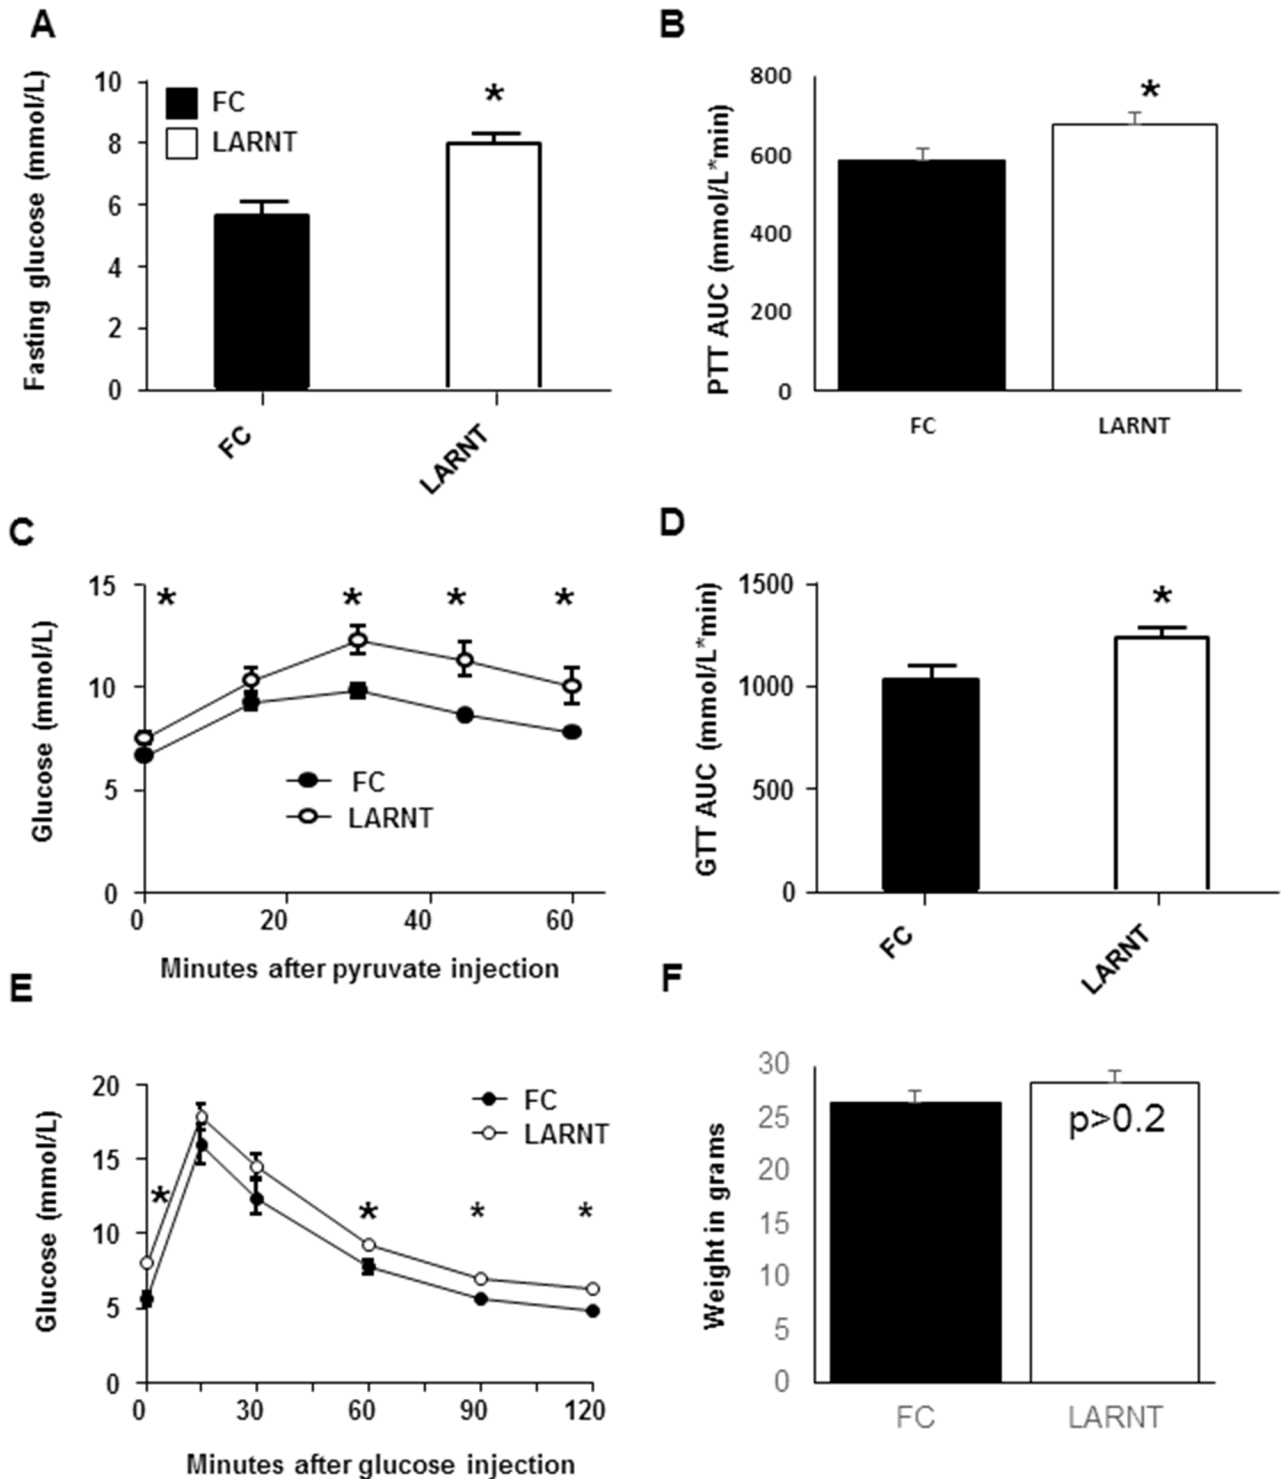 A
Fasting glucose (mmol/L)
10
8
6
4
2
0
FC
LARNT
*
FC
LARNT
B
PTT AUC (mmol/L*min)
800
600
400
200
0
*
FC
LARNT
C
Glucose (mmol/L)
15
10
5
0
* * * *
FC
LARNT
0 20 40 60
Minutes after pyruvate injection
D
GTT AUC (mmol/L*min)
1500
1000
500
0
*
FC
LARNT
E
Glucose (mmol/L)
20
15
10
5
0
* * * *
FC
LARNT
0 30 60 90 120
Minutes after glucose injection
F
Weight in grams
30
25
20
15
10
5
0
p>0.2
FC
LARNT